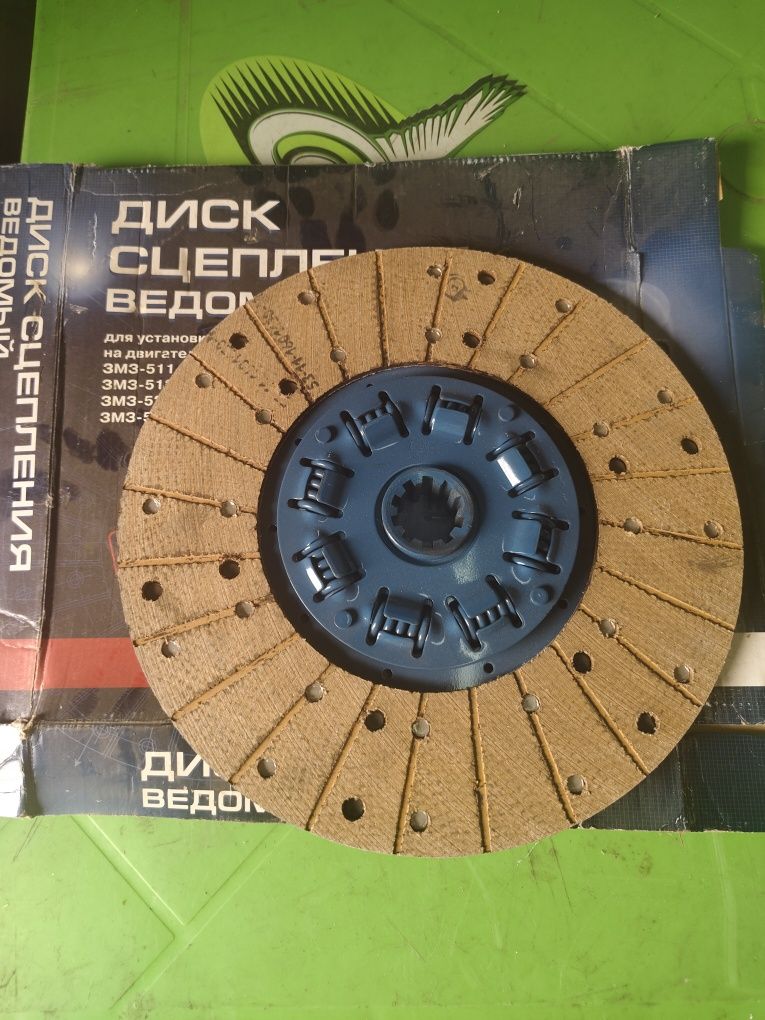 ДИСК
СЦЕПЛЕ
ВЕДОМ
для установки
на двигате
ЗМЗ-511
ЗМЗ-51
ЗМЗ-5
ЗМЗ-5
ДИСК СЦЕПЛЕНИЯ
ВЕДОМЫЙ
ДИ
ВЕДОМ